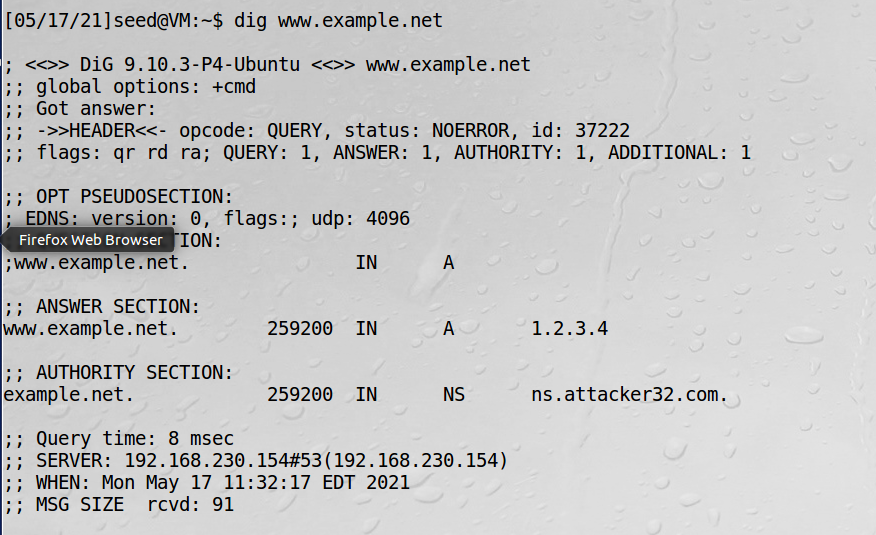 [05/17/21]seed@VM:~$ dig www.example.net
; <<>> DiG 9.10.3-P4-Ubuntu <<>> www.example.net
;; global options: +cmd
;; Got answer:
;; ->>HEADER<<- opcode: QUERY, status: NOERROR, id: 37222
;; flags: qr rd ra; QUERY: 1, ANSWER: 1, AUTHORITY: 1, ADDITIONAL: 1
;; OPT PSEUDOSECTION:
; EDNS: version: 0, flags:; udp: 4096
Firefox Web Browser TION:
;www.example.net. IN A
;; ANSWER SECTION:
www.example.net. 259200 IN A 1.2.3.4
;; AUTHORITY SECTION:
example.net. 259200 IN NS ns.attacker32.com.
;; Query time: 8 msec
;; SERVER: 192.168.230.154#53(192.168.230.154)
;; WHEN: Mon May 17 11:32:17 EDT 2021
;; MSG SIZE rcvd: 91